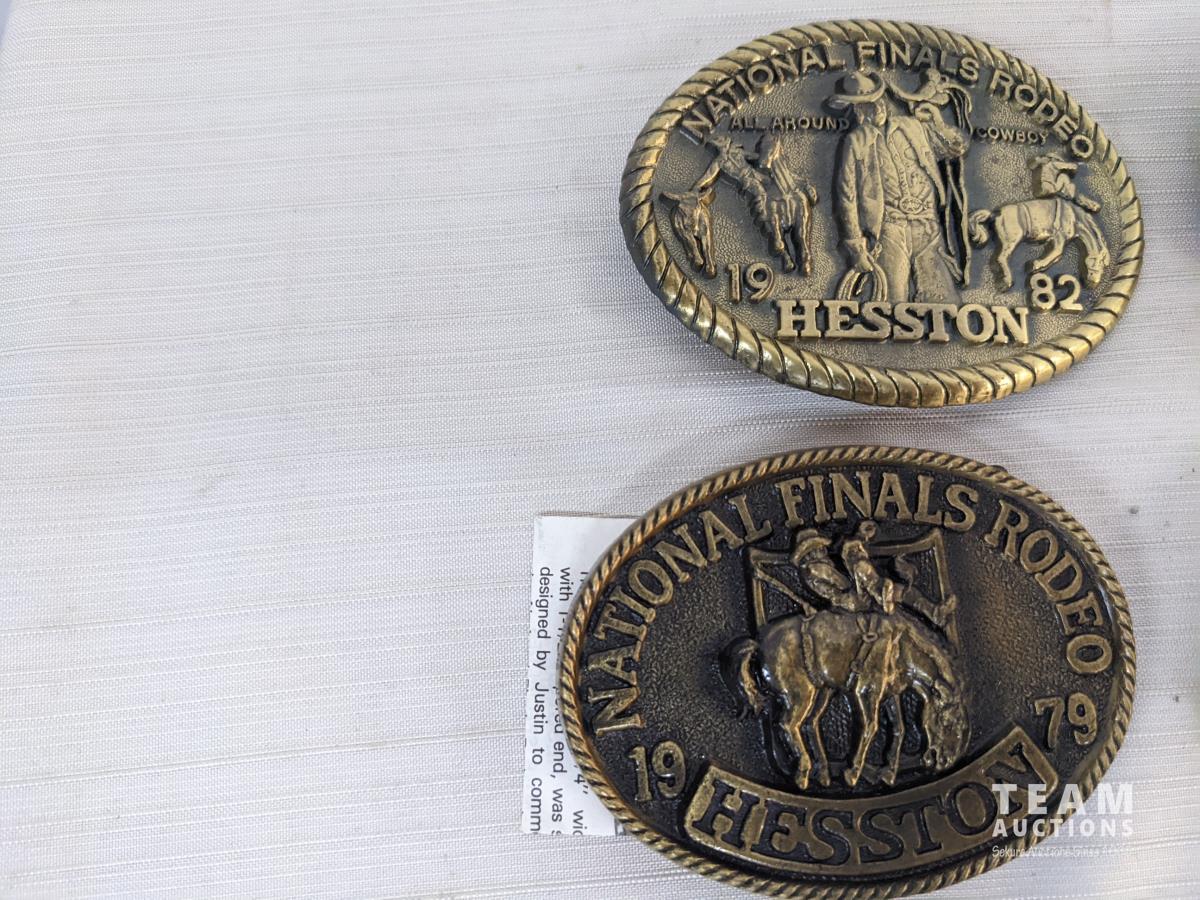 NATIONAL FINALS RODEO
ALL AROUND COWBOY
19 82
HESSTON
NATIONAL FINALS RODEO
19 79
HESSTON
with
end, was
designed by Justin to comm
TEAM
AUCTIONS